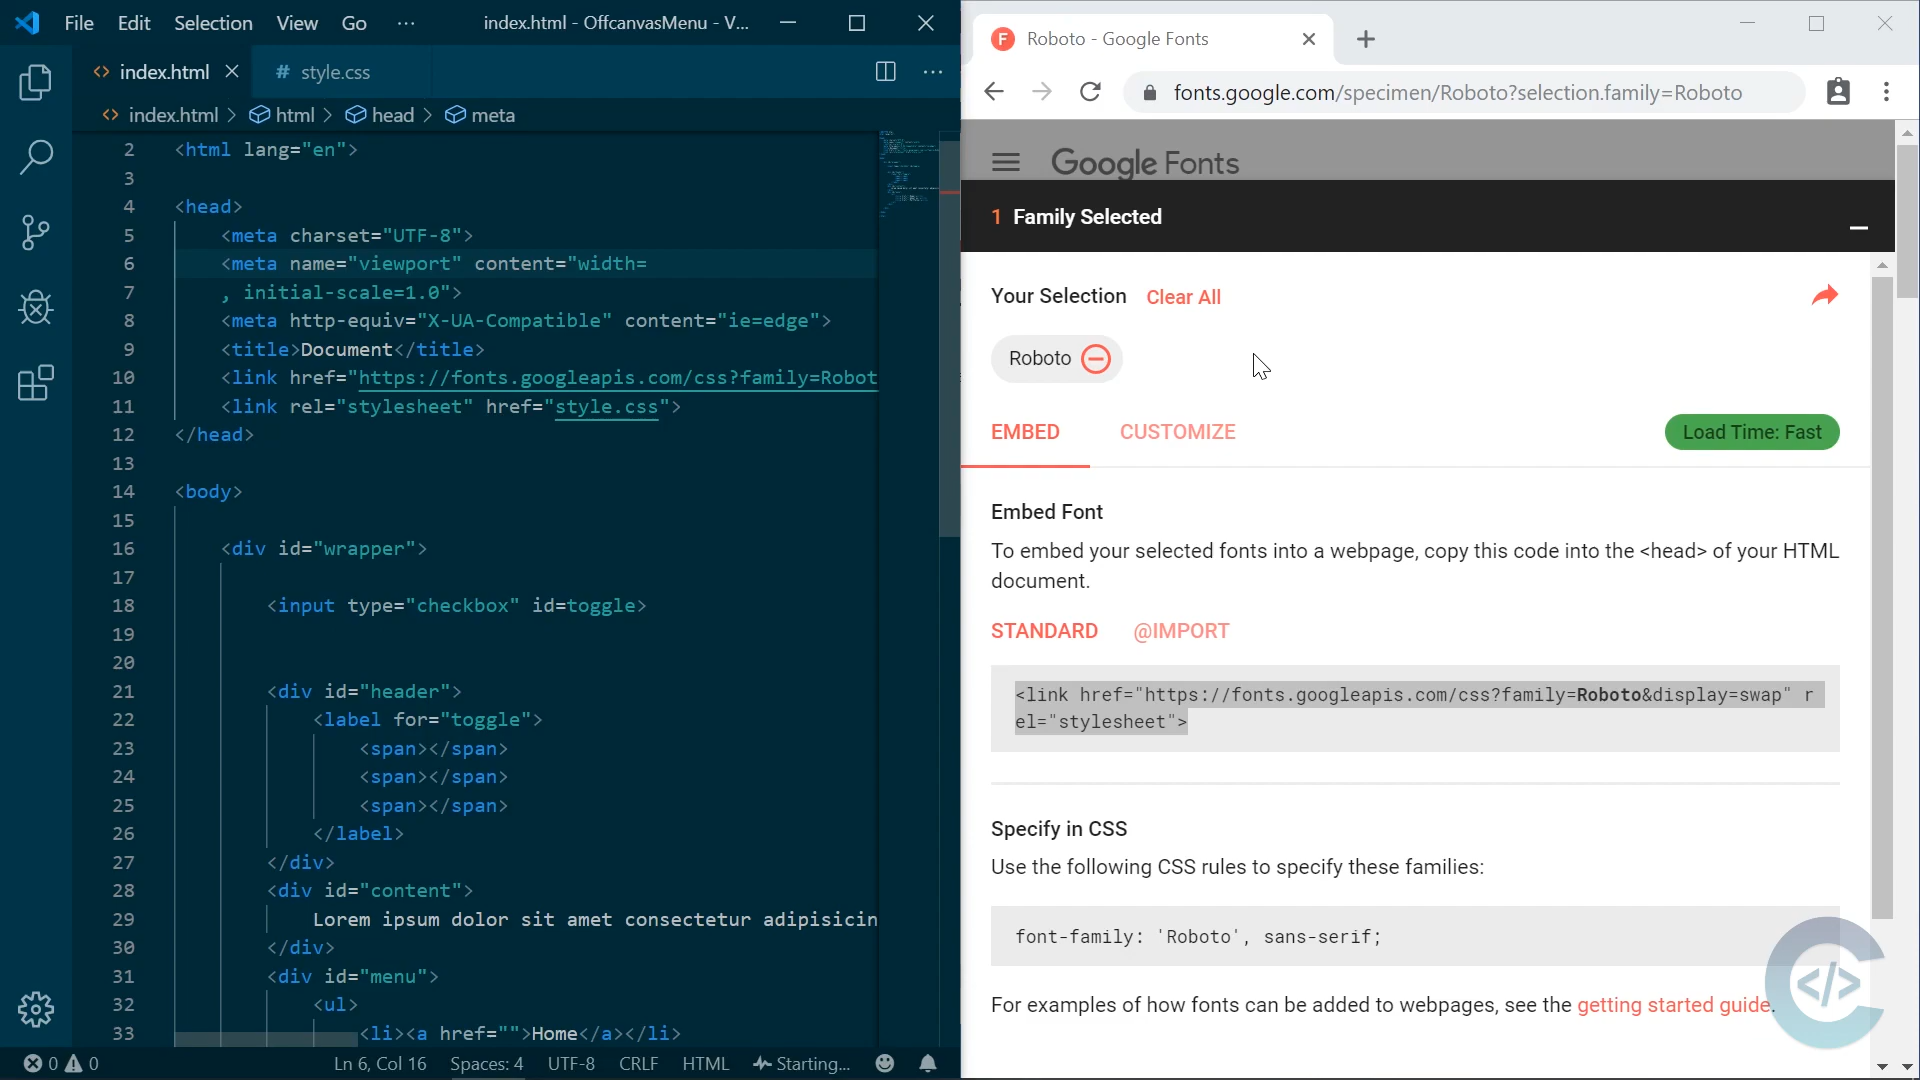 File Edit Selection View Go ··· index.html - OffcanvasMenu - V...
index.html style.css
index.html > html > head > meta
2 <html lang="en">
3
4 <head>
5 <meta charset="UTF-8">
6 <meta name="viewport" content="width=
7 , initial-scale=1.0">
8 <meta http-equiv="X-UA-Compatible" content="ie=edge">
9 <title>Document</title>
10 <link href="https://fonts.googleapis.com/css?family=Robot
11 <link rel="stylesheet" href="style.css">
12 </head>
13
14 <body>
15
16 <div id="wrapper">
17
18 <input type="checkbox" id=toggle>
19
20
21 <div id="header">
22 <label for="toggle">
23 <span></span>
24 <span></span>
25 <span></span>
26 </label>
27 </div>
28 <div id="content">
29 Lorem ipsum dolor sit amet consectetur adipisicin
30 </div>
31 <div id="menu">
32 <ul>
33 <li><a href="">Home</a></li>
0 0 Ln 6, Col 16 Spaces: 4 UTF-8 CRLF HTML Starting...
Roboto - Google Fonts
fonts.google.com/specimen/Roboto?selection.family=Roboto
Google Fonts
1 Family Selected
Your Selection Clear All
Roboto
EMBED CUSTOMIZE Load Time: Fast
Embed Font
To embed your selected fonts into a webpage, copy this code into the <head> of your HTML
document.
STANDARD @IMPORT
<link href="https://fonts.googleapis.com/css?family=Roboto&display=swap" r
el="stylesheet">
Specify in CSS
Use the following CSS rules to specify these families:
font-family: 'Roboto', sans-serif;
For examples of how fonts can be added to webpages, see the getting started guide.